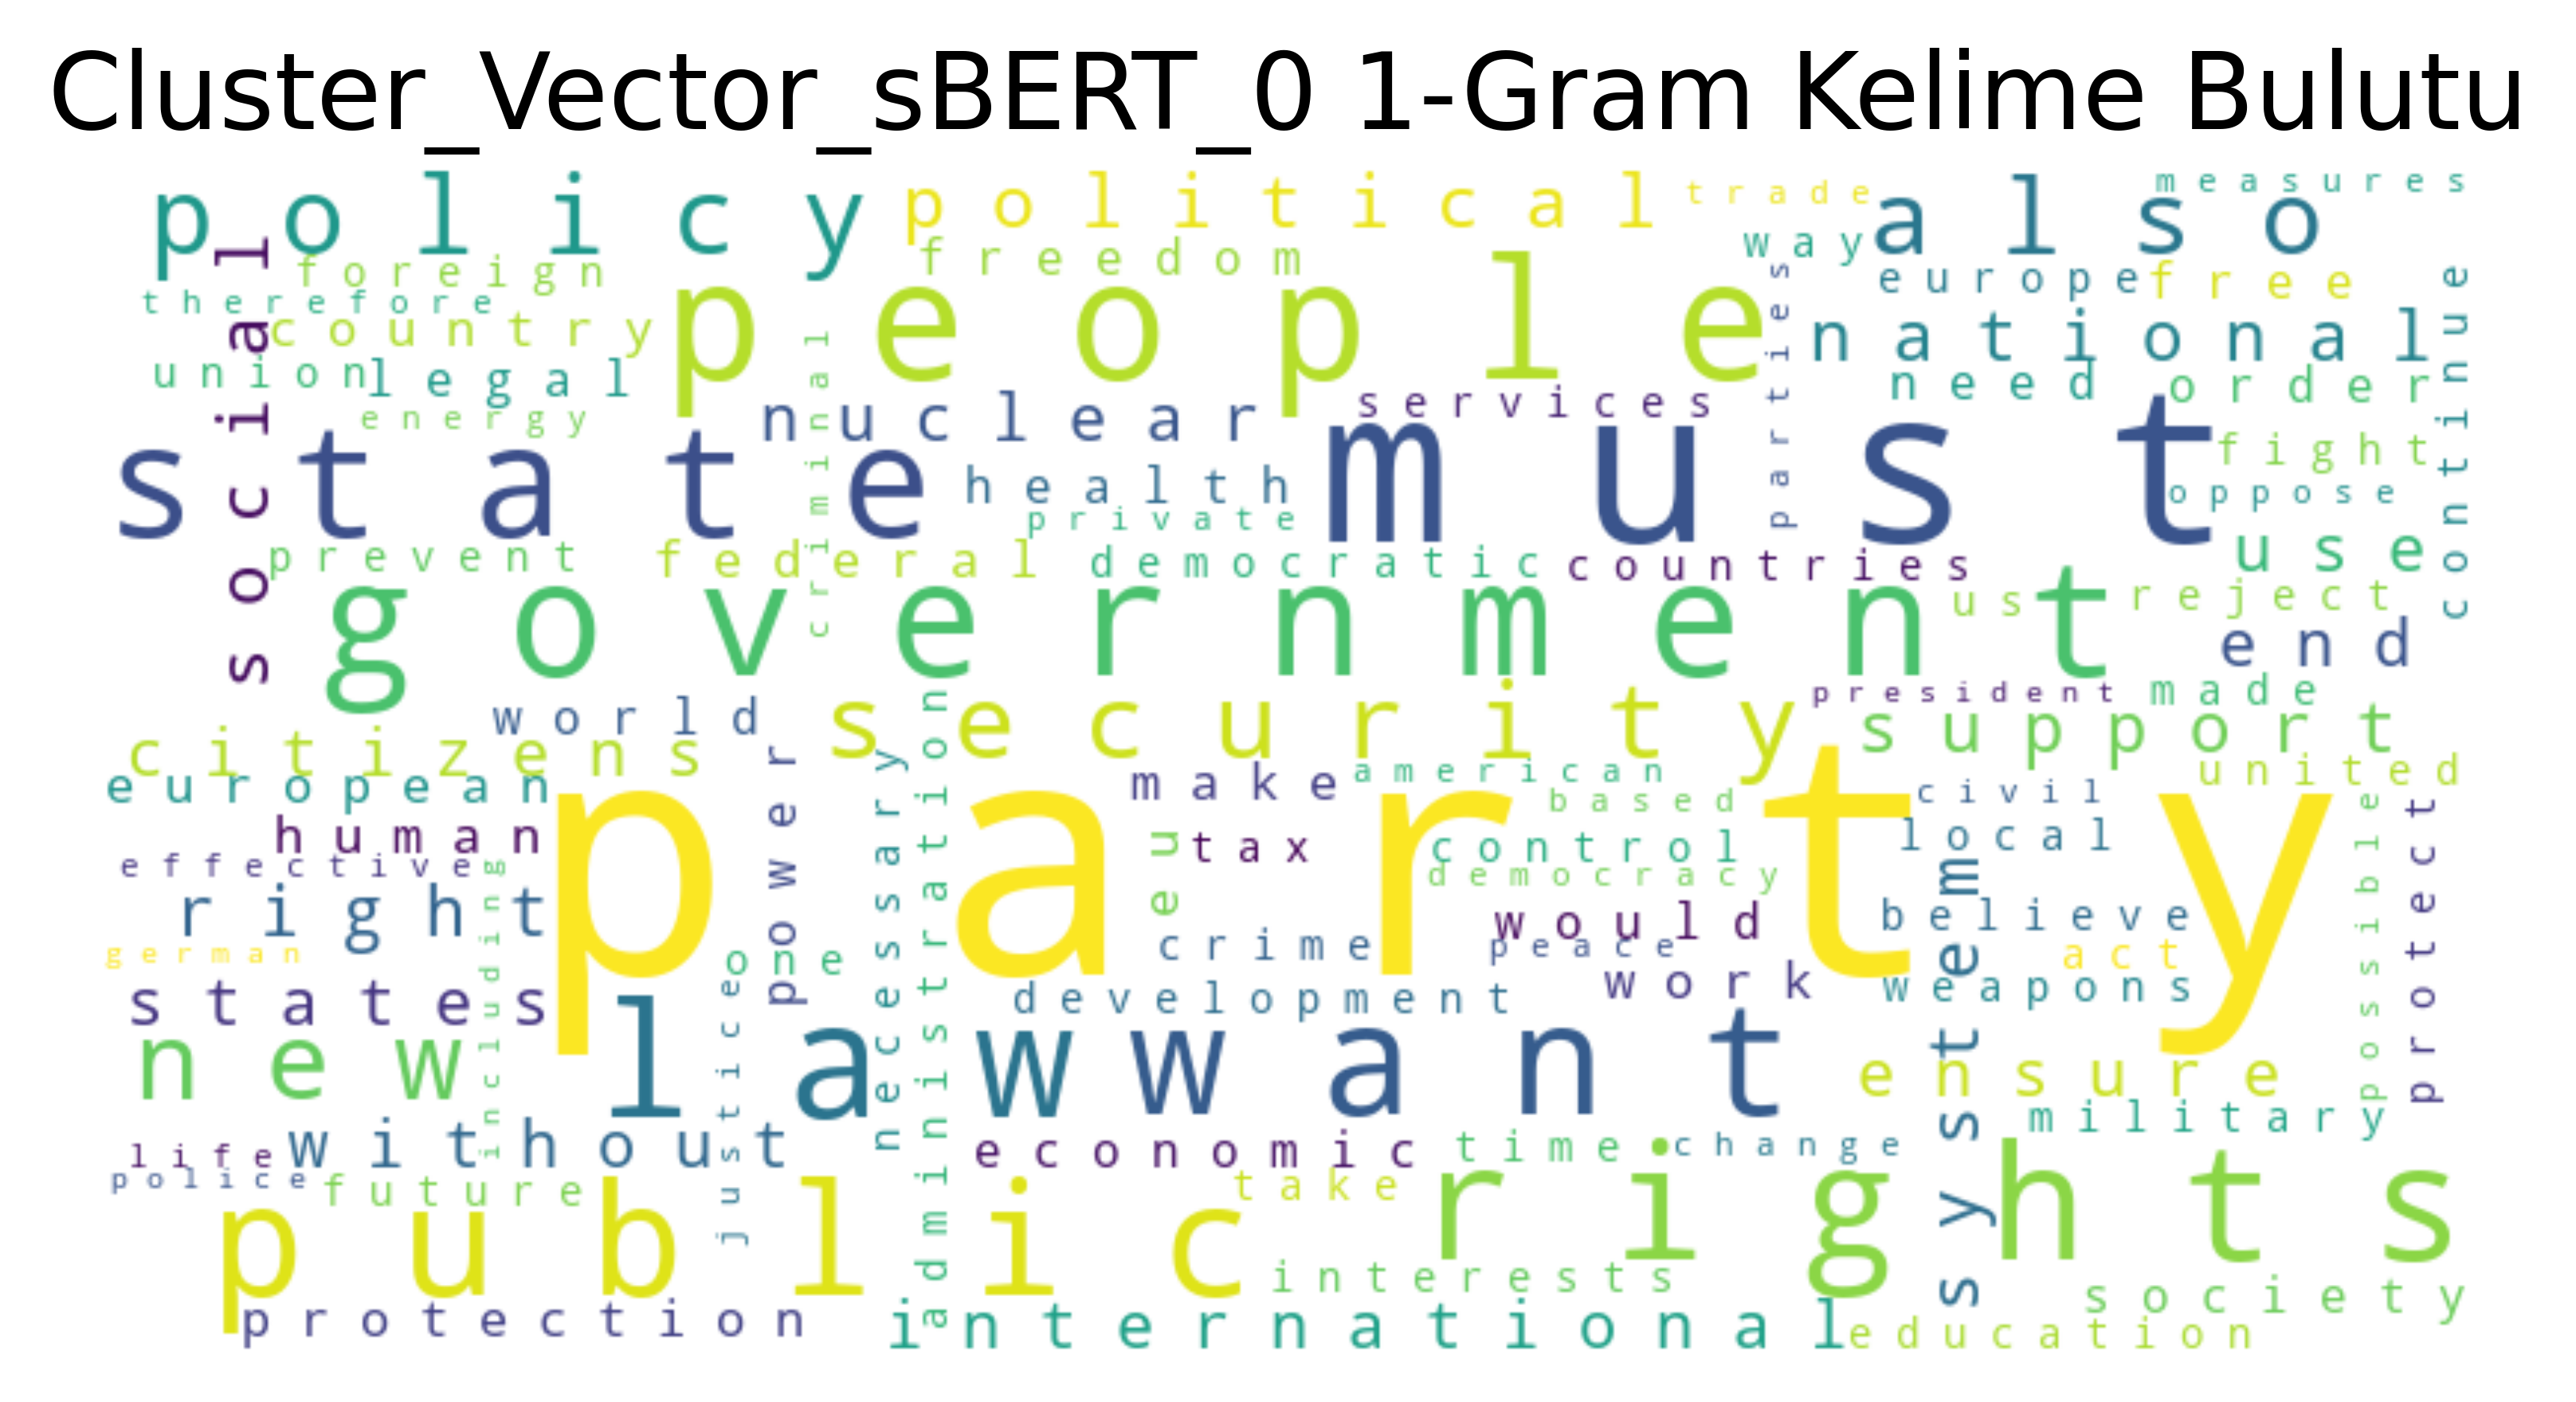 Cluster_Vector_sBERT_0 1-Gram Kelime Bulutu
policy political trade also measures
foreign freedom way europe free
therefore country people national
social criminal parties continue
union legal need order
energy nuclear services
state health must fight
private oppose
prevent federal democratic countries use
government us reject
end
world security president made
citizens support
european power make american united
necessary administration civil
human eu tax based control local
effective democracy possible protect
right including would system believe
german one crime peace act
states development work weapons
new law want ensure
justice military
life without economic time change
police future take
public rights
interests society
protection international education